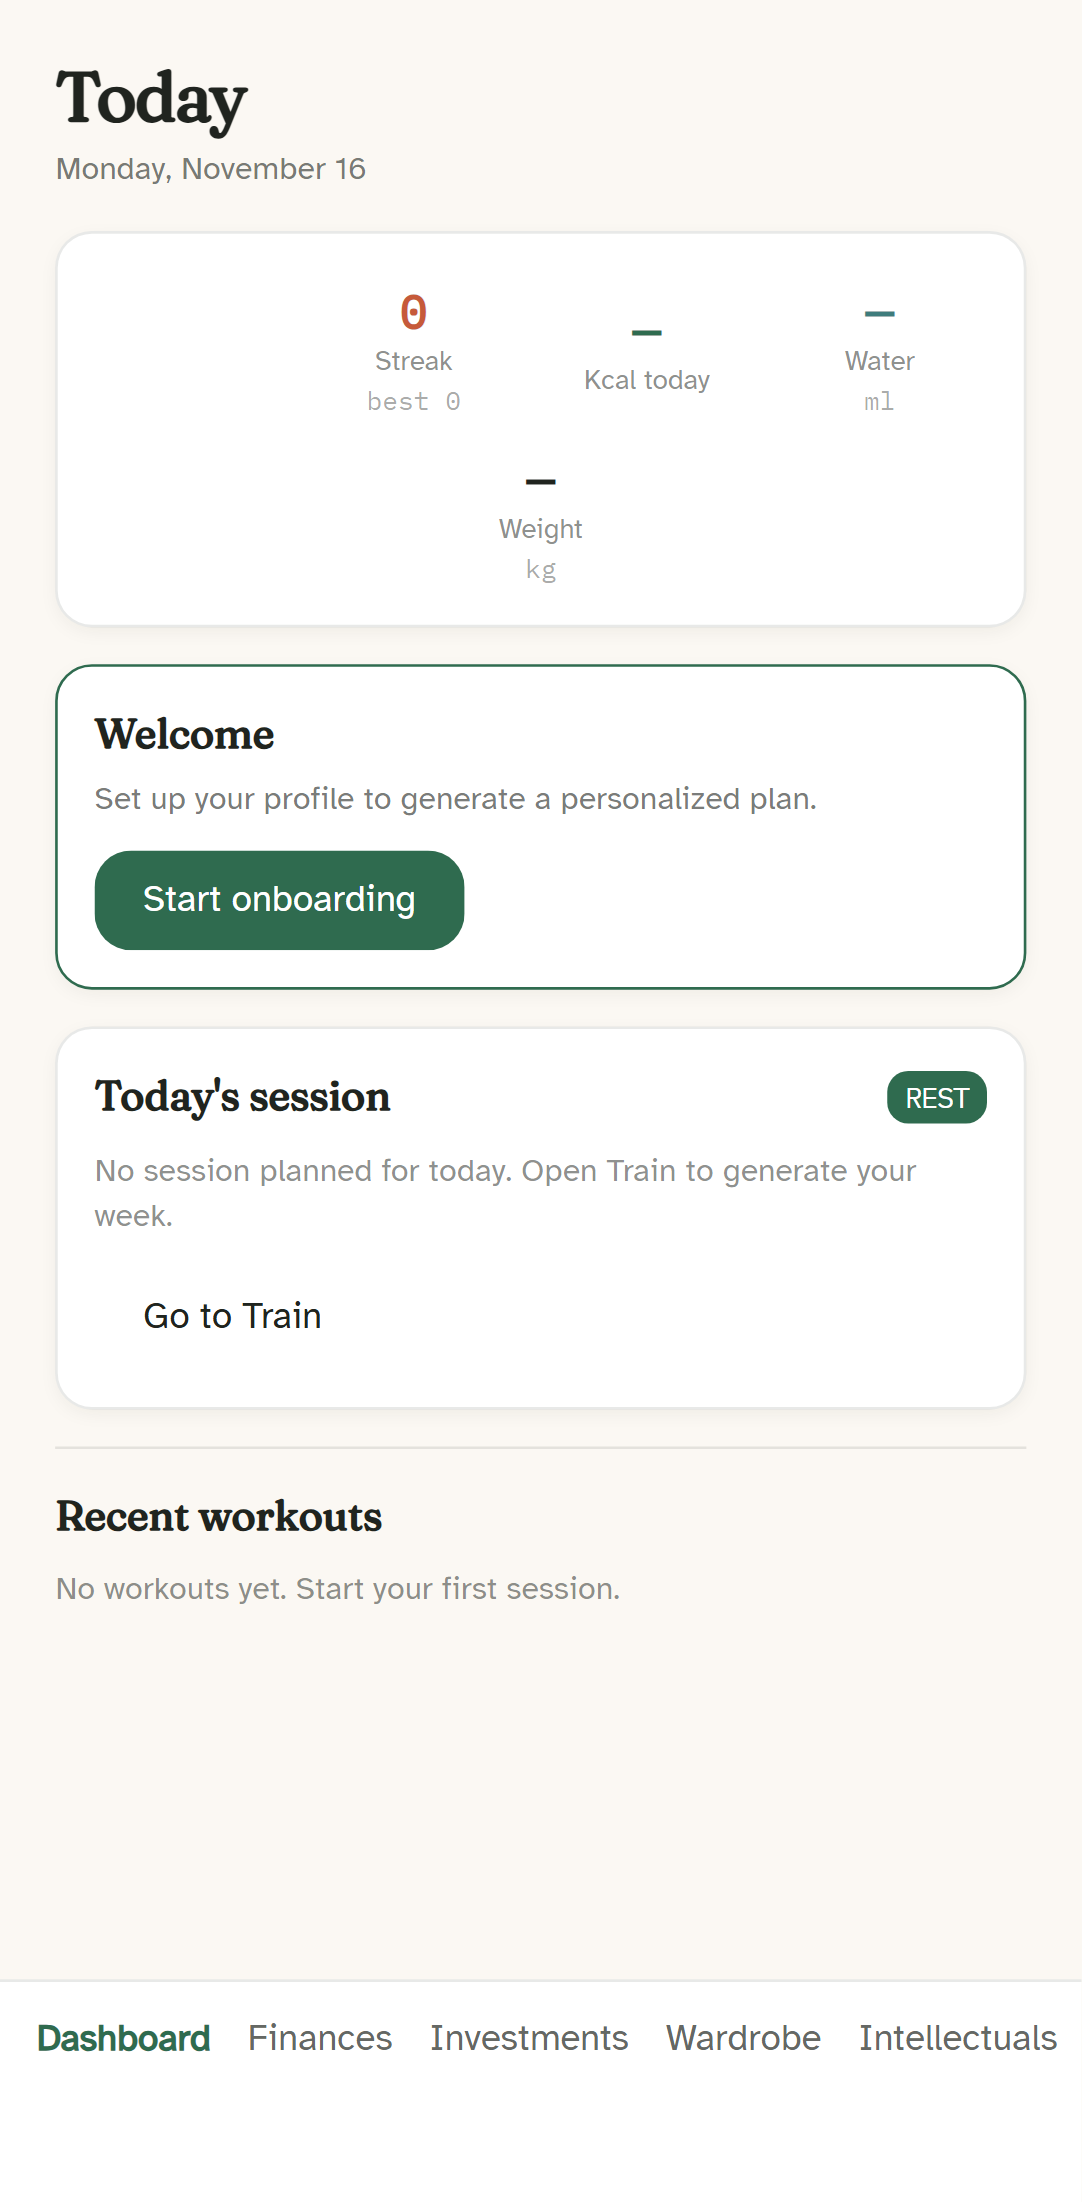 Today
Monday, November 16
0
Streak
best 0
–
Kcal today
–
Water
ml
–
Weight
kg
Welcome
Set up your profile to generate a personalized plan.
Start onboarding
Today's session
REST
No session planned for today. Open Train to generate your
week.
Go to Train
Recent workouts
No workouts yet. Start your first session.
Dashboard
Finances
Investments
Wardrobe
Intellectuals